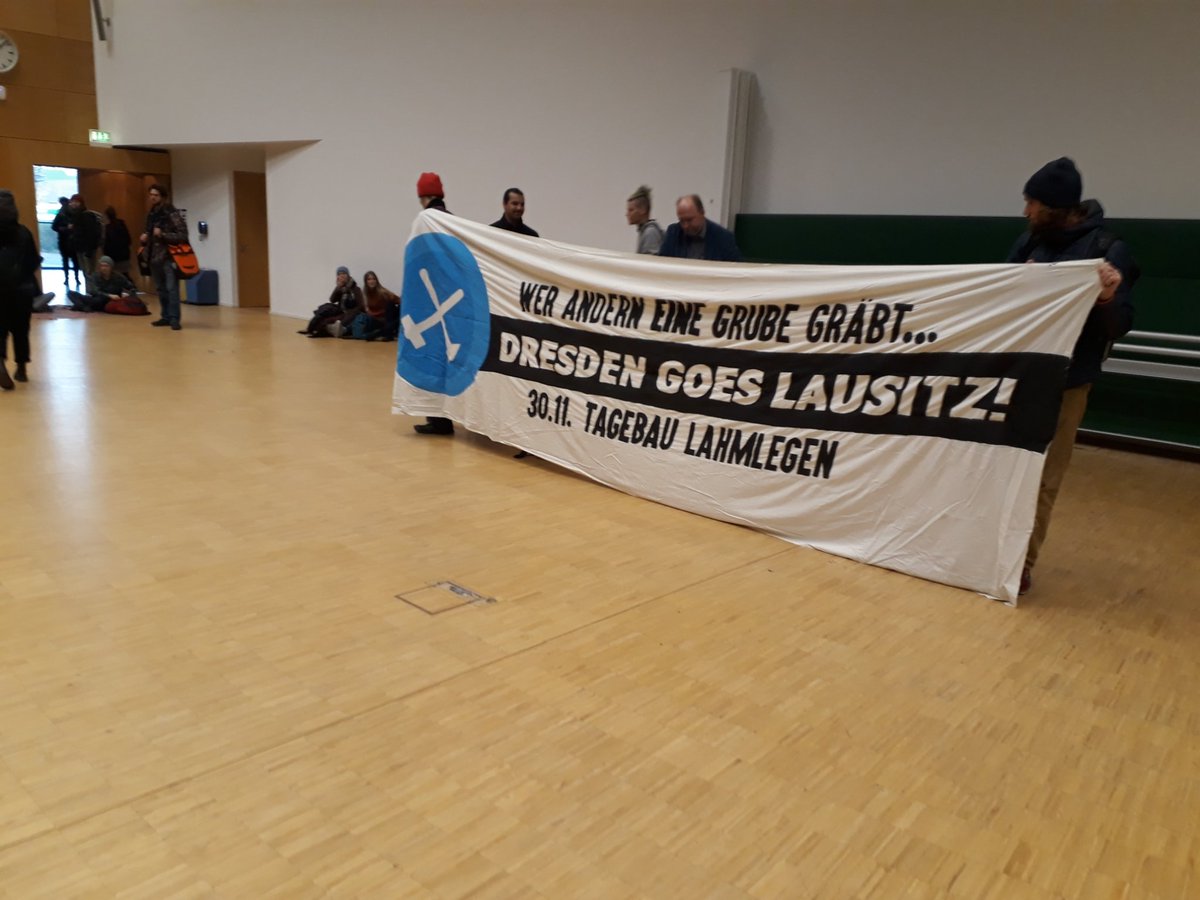 WER ANDERN EINE GRUBE GRÄBT...
DRESDEN GOES LAUSITZ!
30.11. TAGEBAU LAHMLEGEN